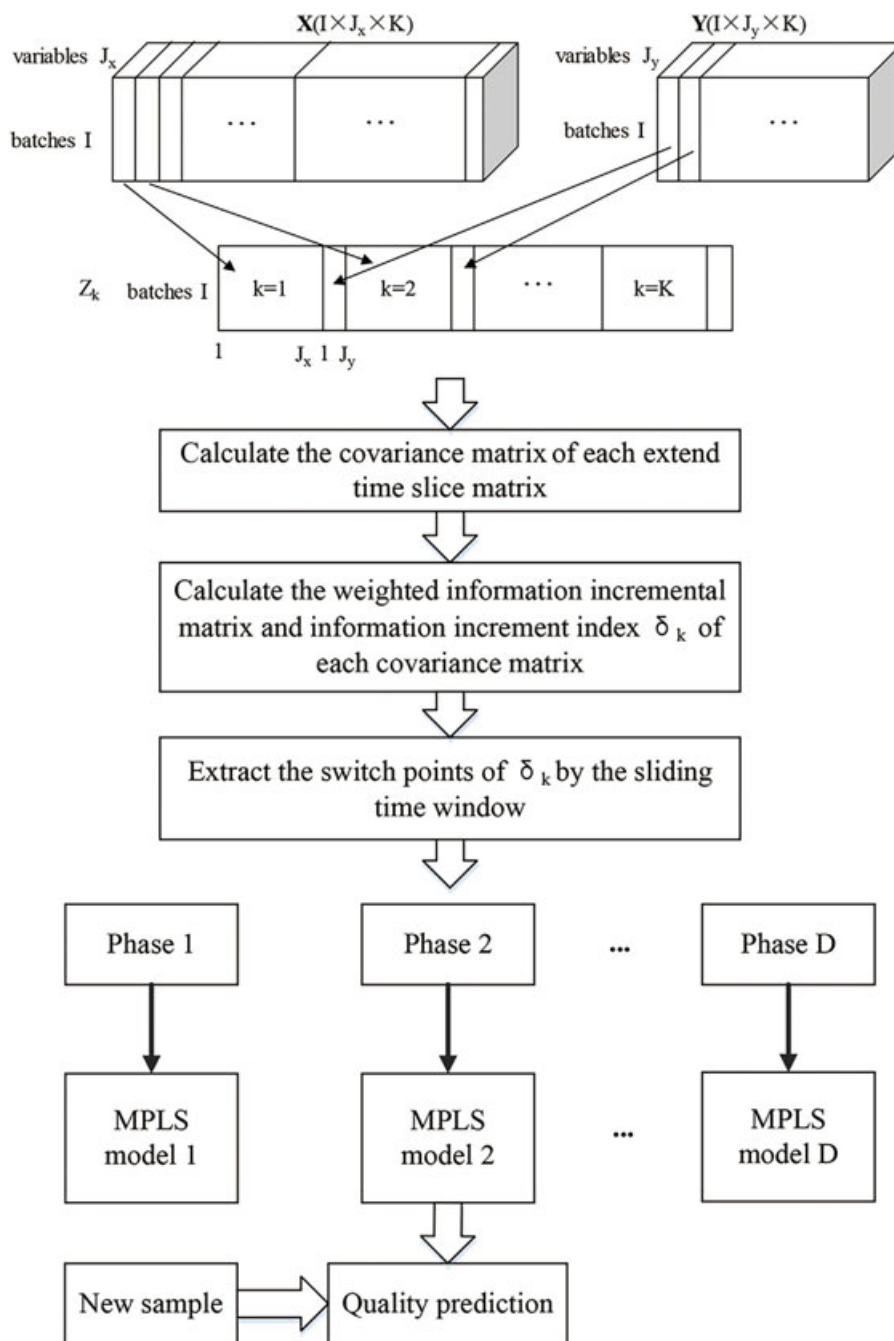 X(I×Jx×K)
Y(I×Jy×K)
variables Jx
variables Jy
batches I
... ...
batches I
...
Zk batches I k=1 k=2 ... k=K
1 Jx 1 Jy
Calculate the covariance matrix of each extend
time slice matrix
Calculate the weighted information incremental
matrix and information increment index δk of
each covariance matrix
Extract the switch points of δk by the sliding
time window
Phase 1
Phase 2
...
Phase D
MPLS
model 1
MPLS
model 2
...
MPLS
model D
New sample
Quality prediction